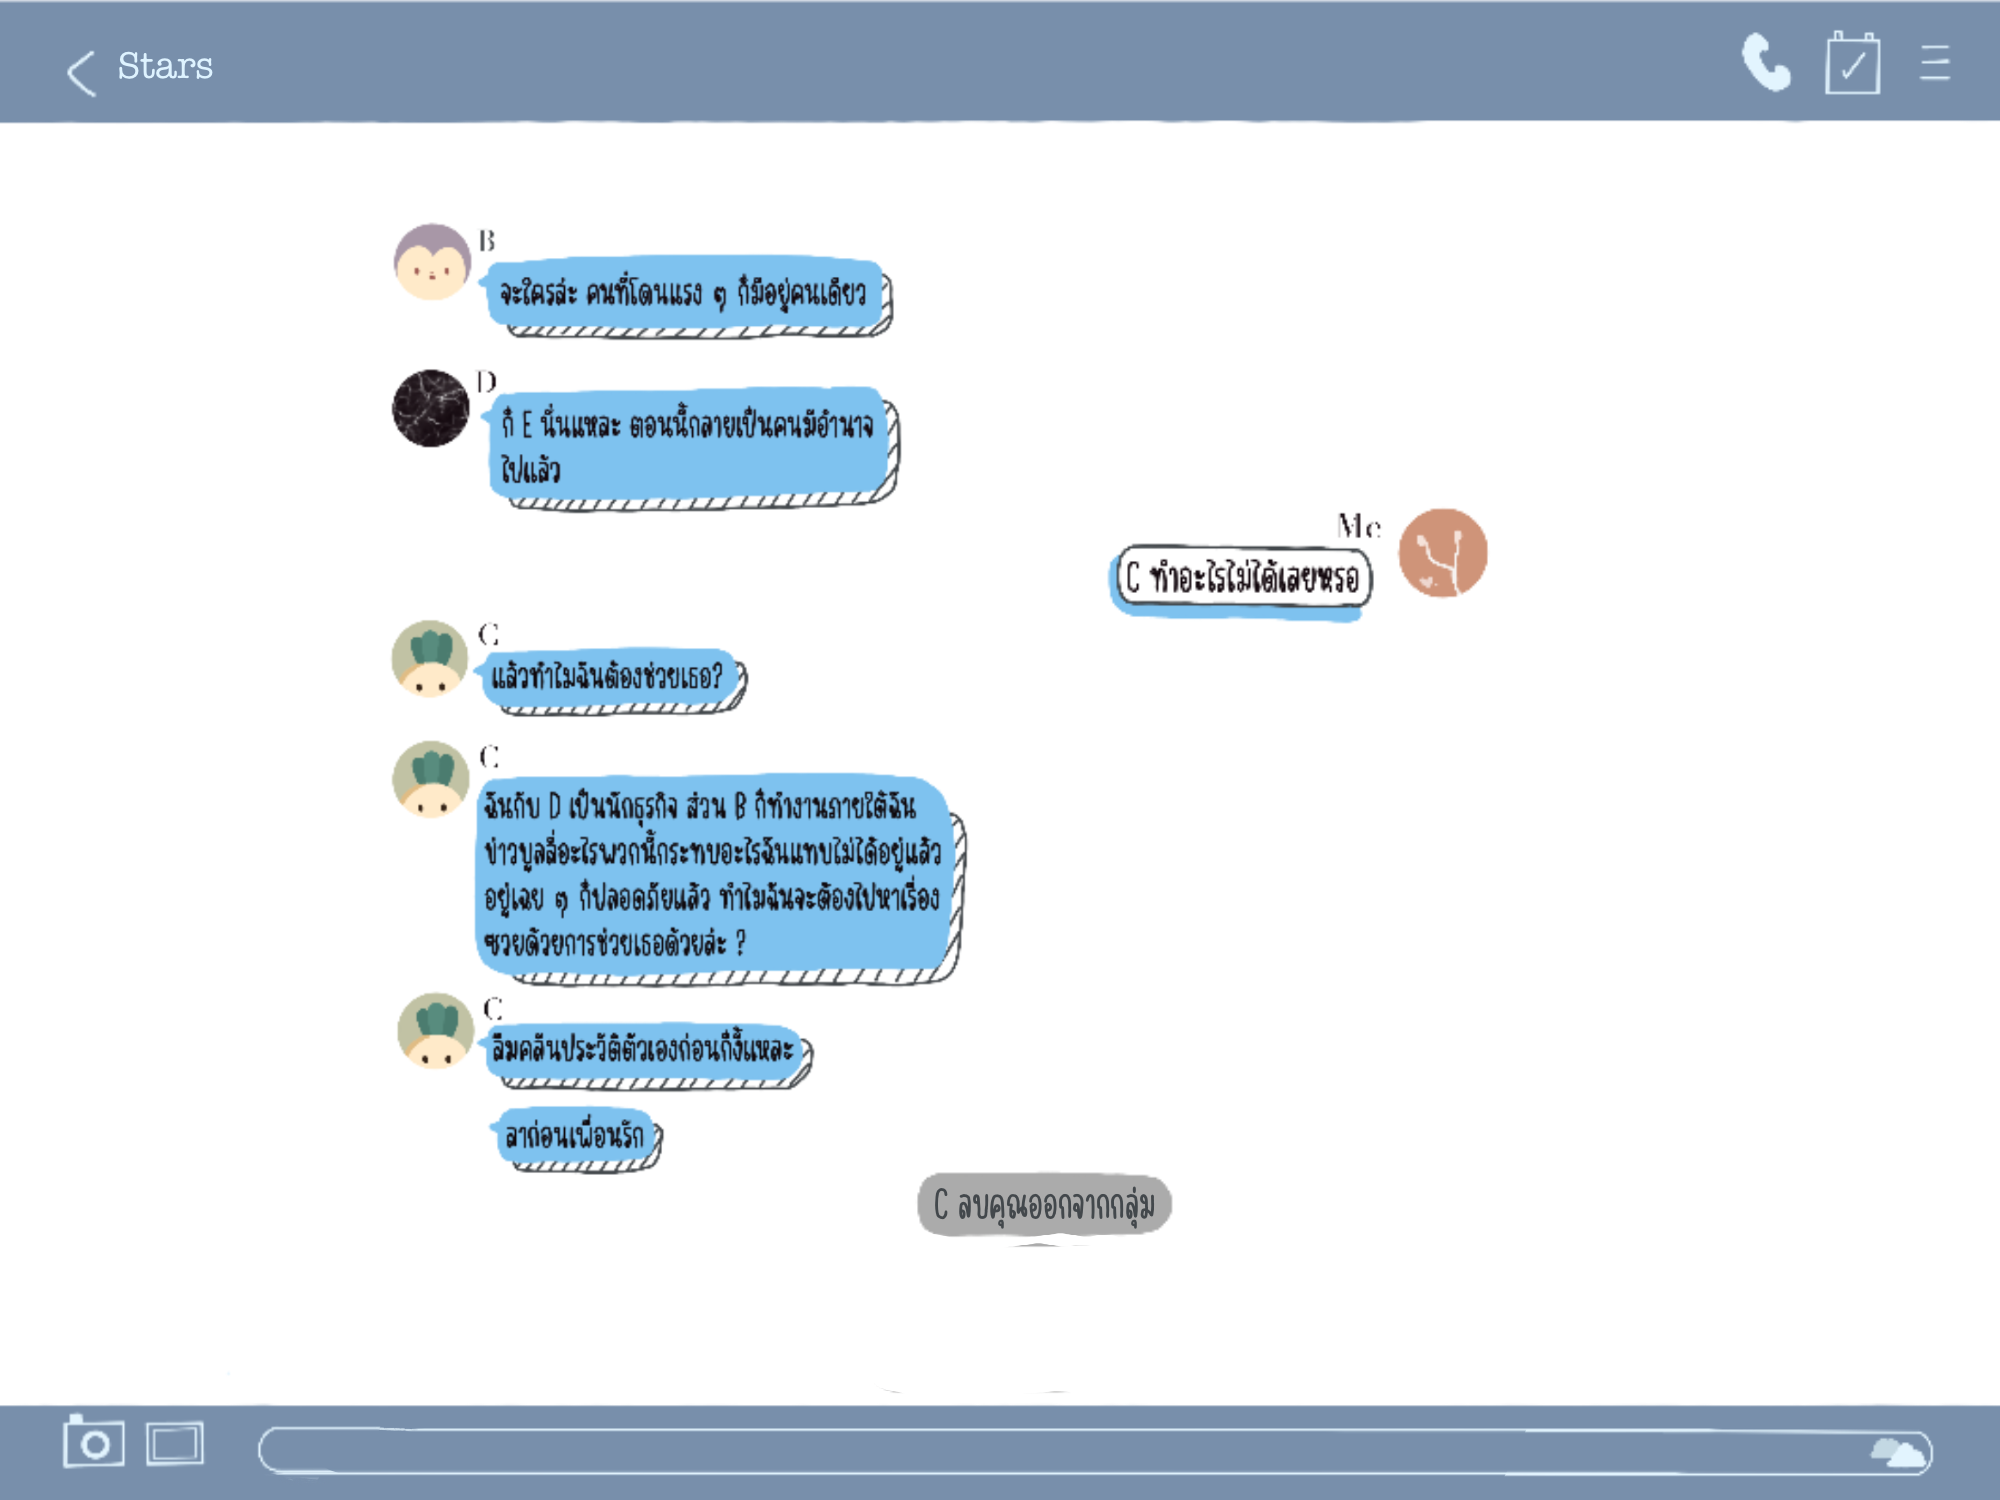 Stars
B
จะใครล่ะ คนที่โดนแรง ๆ ก็มีอยู่คนเดียว
D
ก็ E นั่นแหละ ตอนนี้กลายเป็นคนมีอำนาจ
ไปแล้ว
Me
C ทำอะไรไม่ได้เลยหรอ
C
แล้วทำไมฉันต้องช่วยเธอ?
C
ฉันกับ D เป็นนักธุรกิจ ส่วน B ก็ทำงานภายใต้ฉัน
ข่าวบูลลี่อะไรพวกนี้กระทบอะไรฉันแทบไม่ได้อยู่แล้ว
อยู่เฉย ๆ ก็ปลอดภัยแล้ว ทำไมฉันจะต้องไปหาเรื่อง
ซวยด้วยการช่วยเธอด้วยล่ะ ?
C
ลืมคลีนประวัติตัวเองก่อนก็งี้แหละ
ลาก่อนเพื่อนรัก
C ลบคุณออกจากกลุ่ม